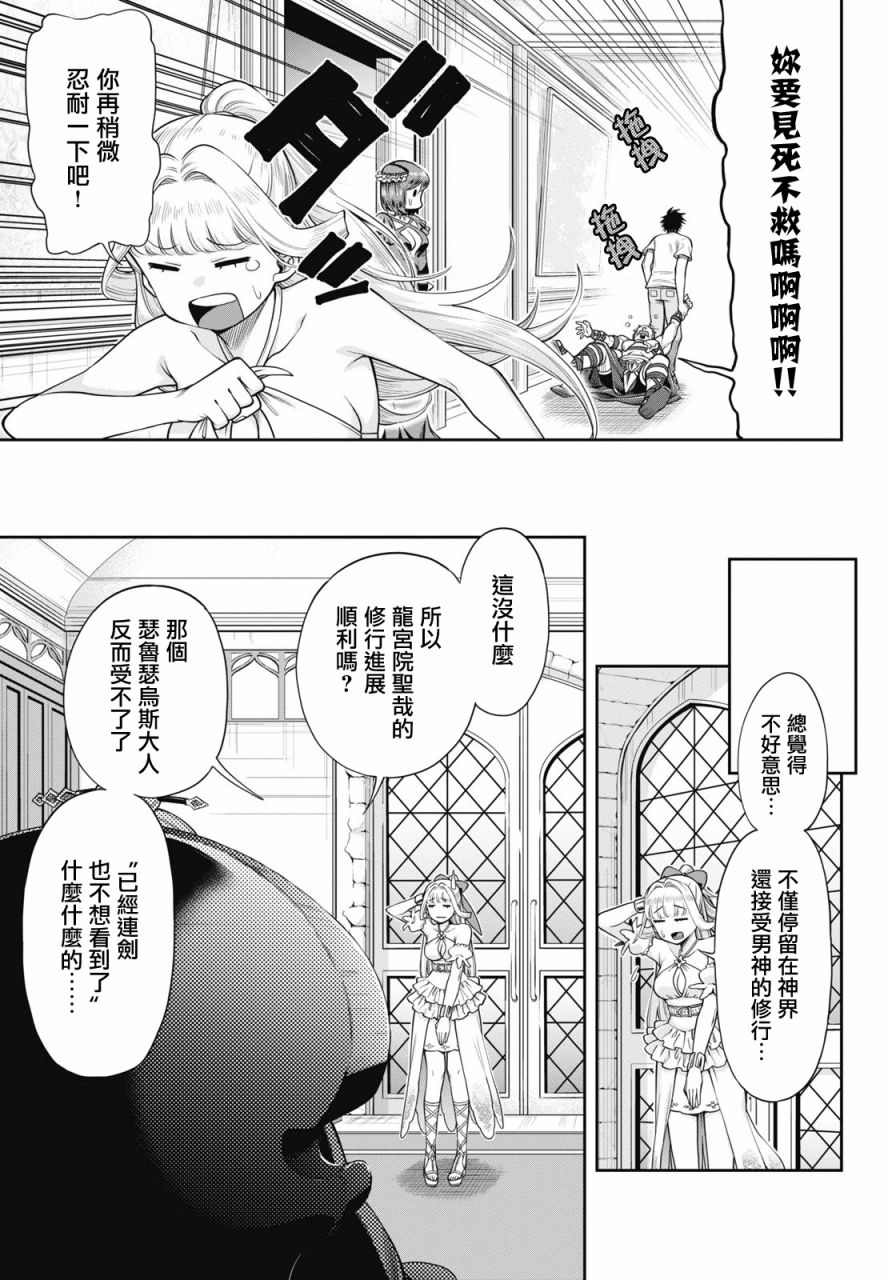 妳要見死不救嗎啊啊啊!!
拖拽
拖拽
ダッ
你再稍微
忍耐一下吧！
總覺得
不好意思…
不僅停留在神界
還接受男神的修行…
這沒什麼
所以
龍宮院聖哉的
修行進展
順利嗎？
那個
瑟魯瑟烏斯大人
反而受不了了
“已經連劍
也不想看到了”
什麼什麼的……